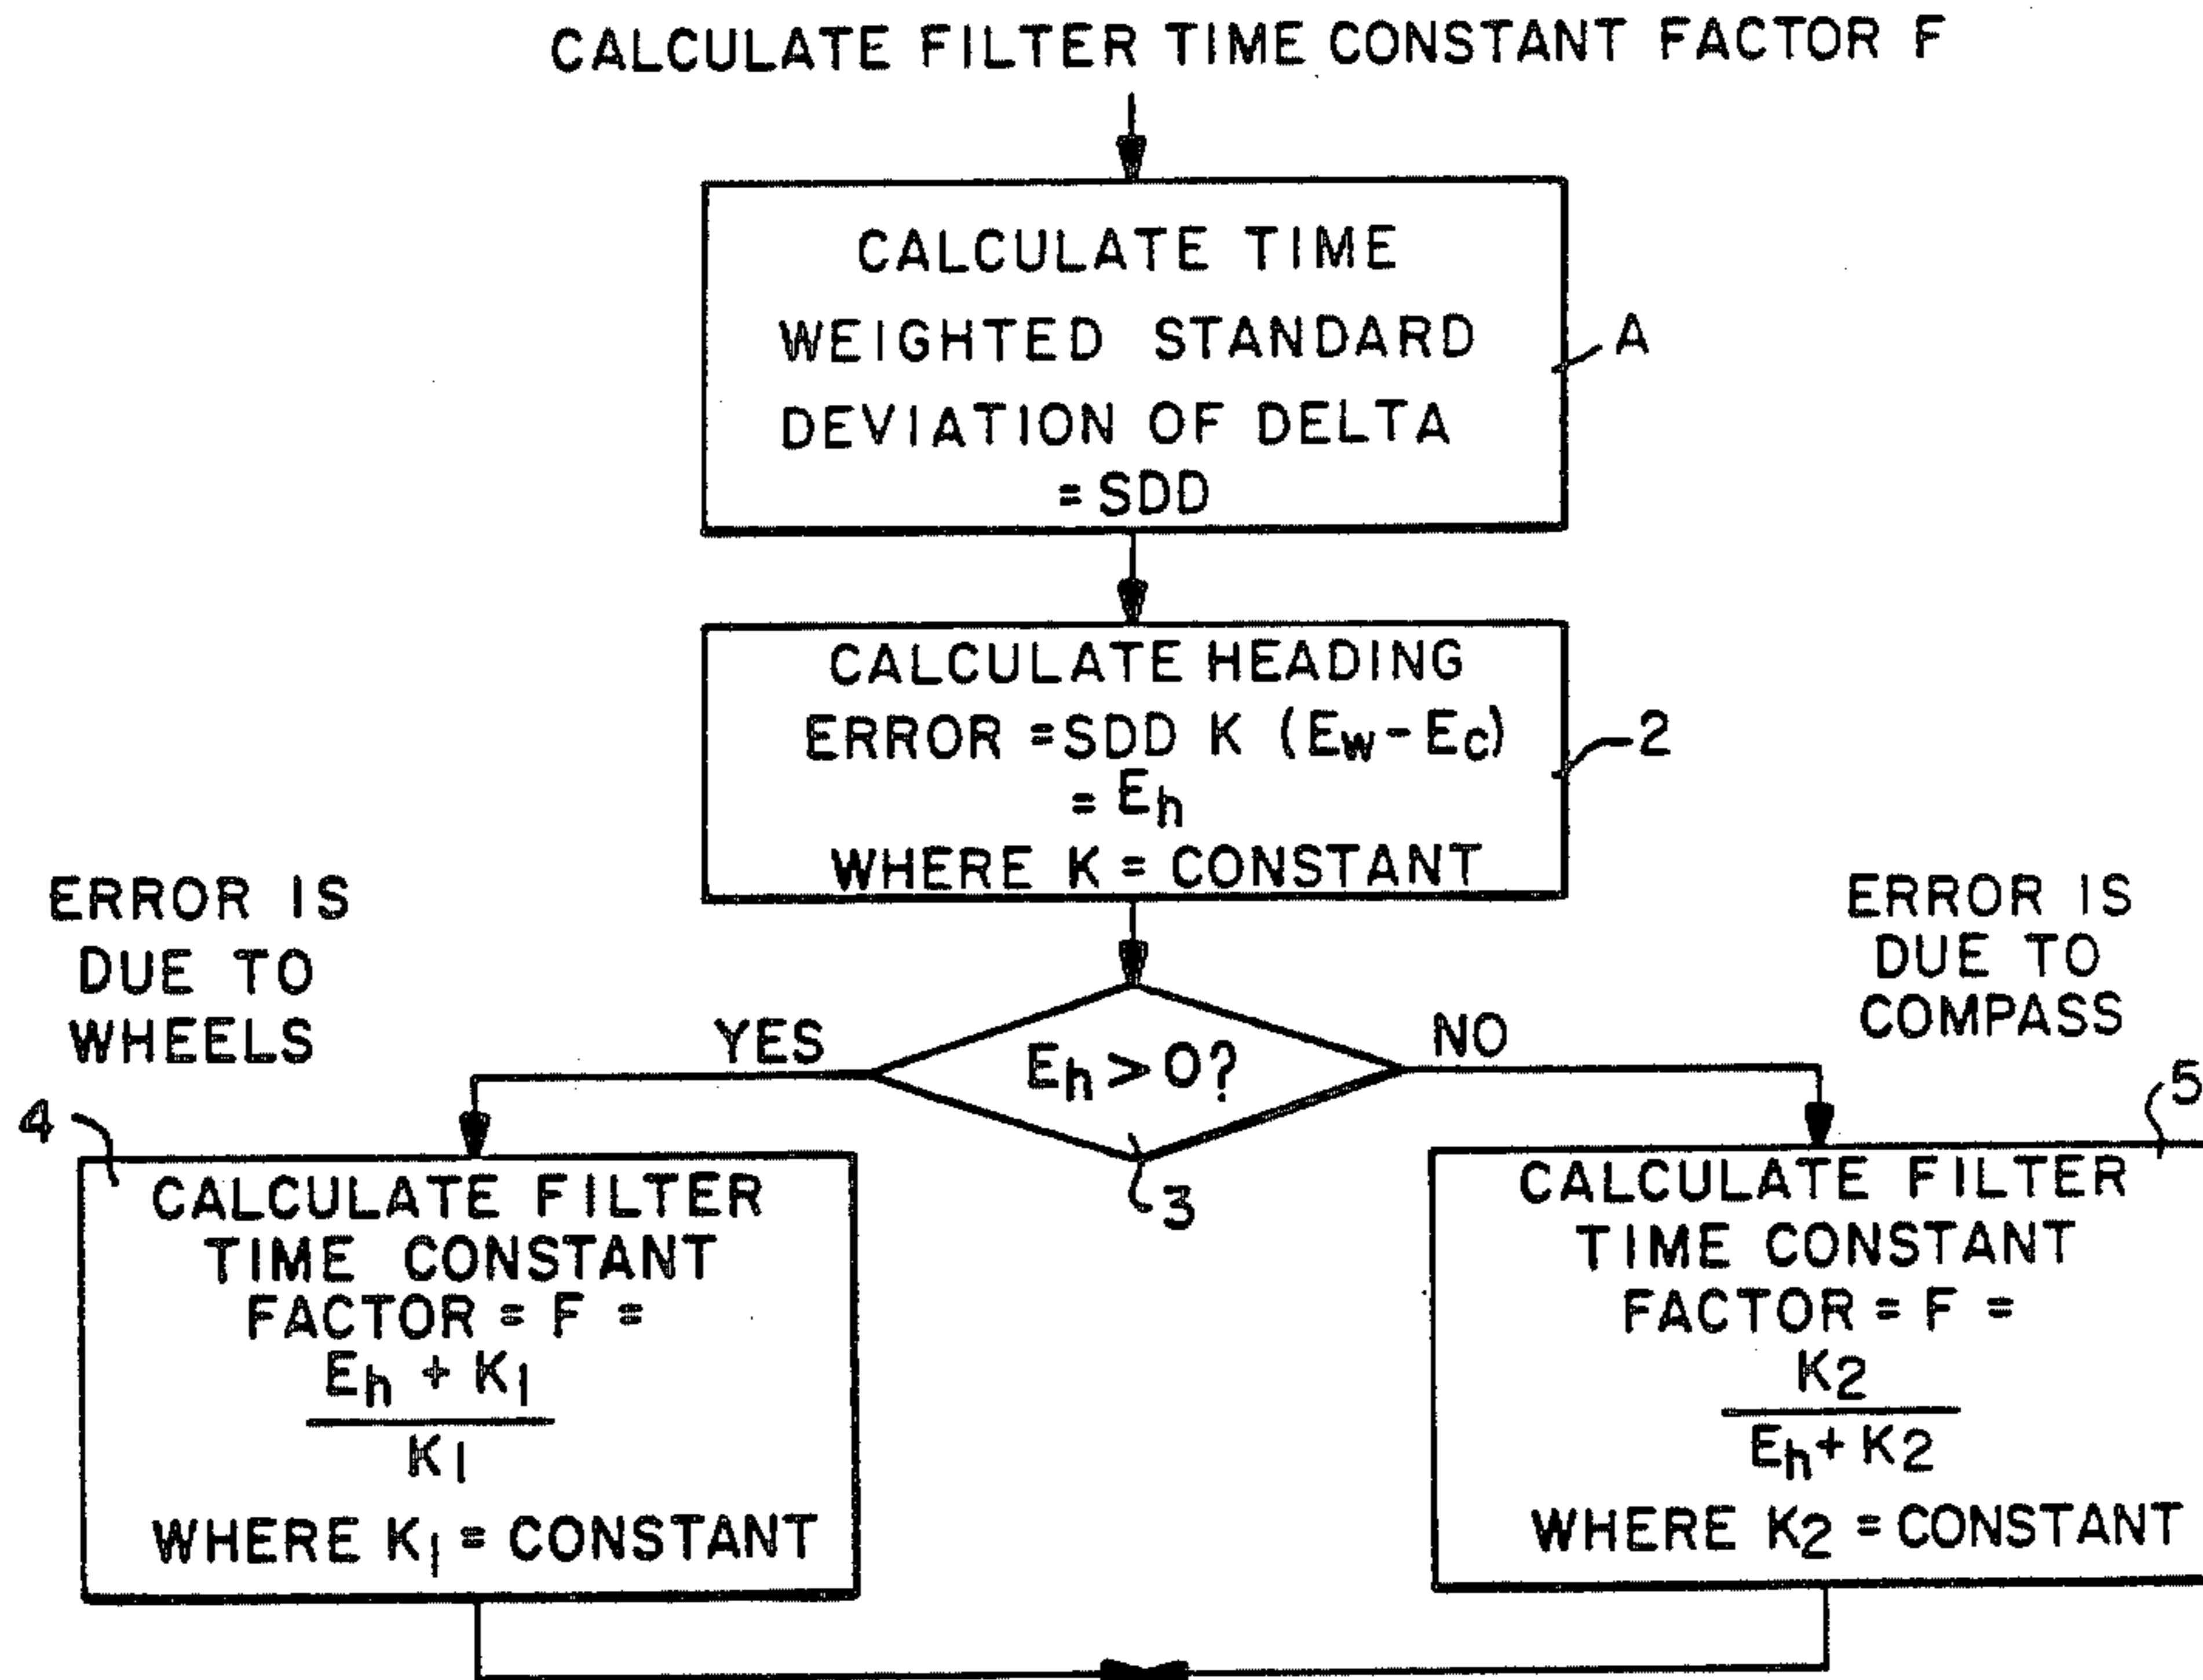 CALCULATE FILTER TIME CONSTANT FACTOR F
CALCULATE TIME
WEIGHTED STANDARD
DEVIATION OF DELTA
= SDD
A
CALCULATE HEADING
ERROR = SDD K (Ew - Ec)
= Eh
WHERE K = CONSTANT
2
ERROR IS
DUE TO
WHEELS
ERROR IS
DUE TO
COMPASS
YES
Eh > 0?
NO
3
4
CALCULATE FILTER
TIME CONSTANT
FACTOR = F =
Eh + K1
K1
WHERE K1 = CONSTANT
5
CALCULATE FILTER
TIME CONSTANT
FACTOR = F =
K2
Eh + K2
WHERE K2 = CONSTANT